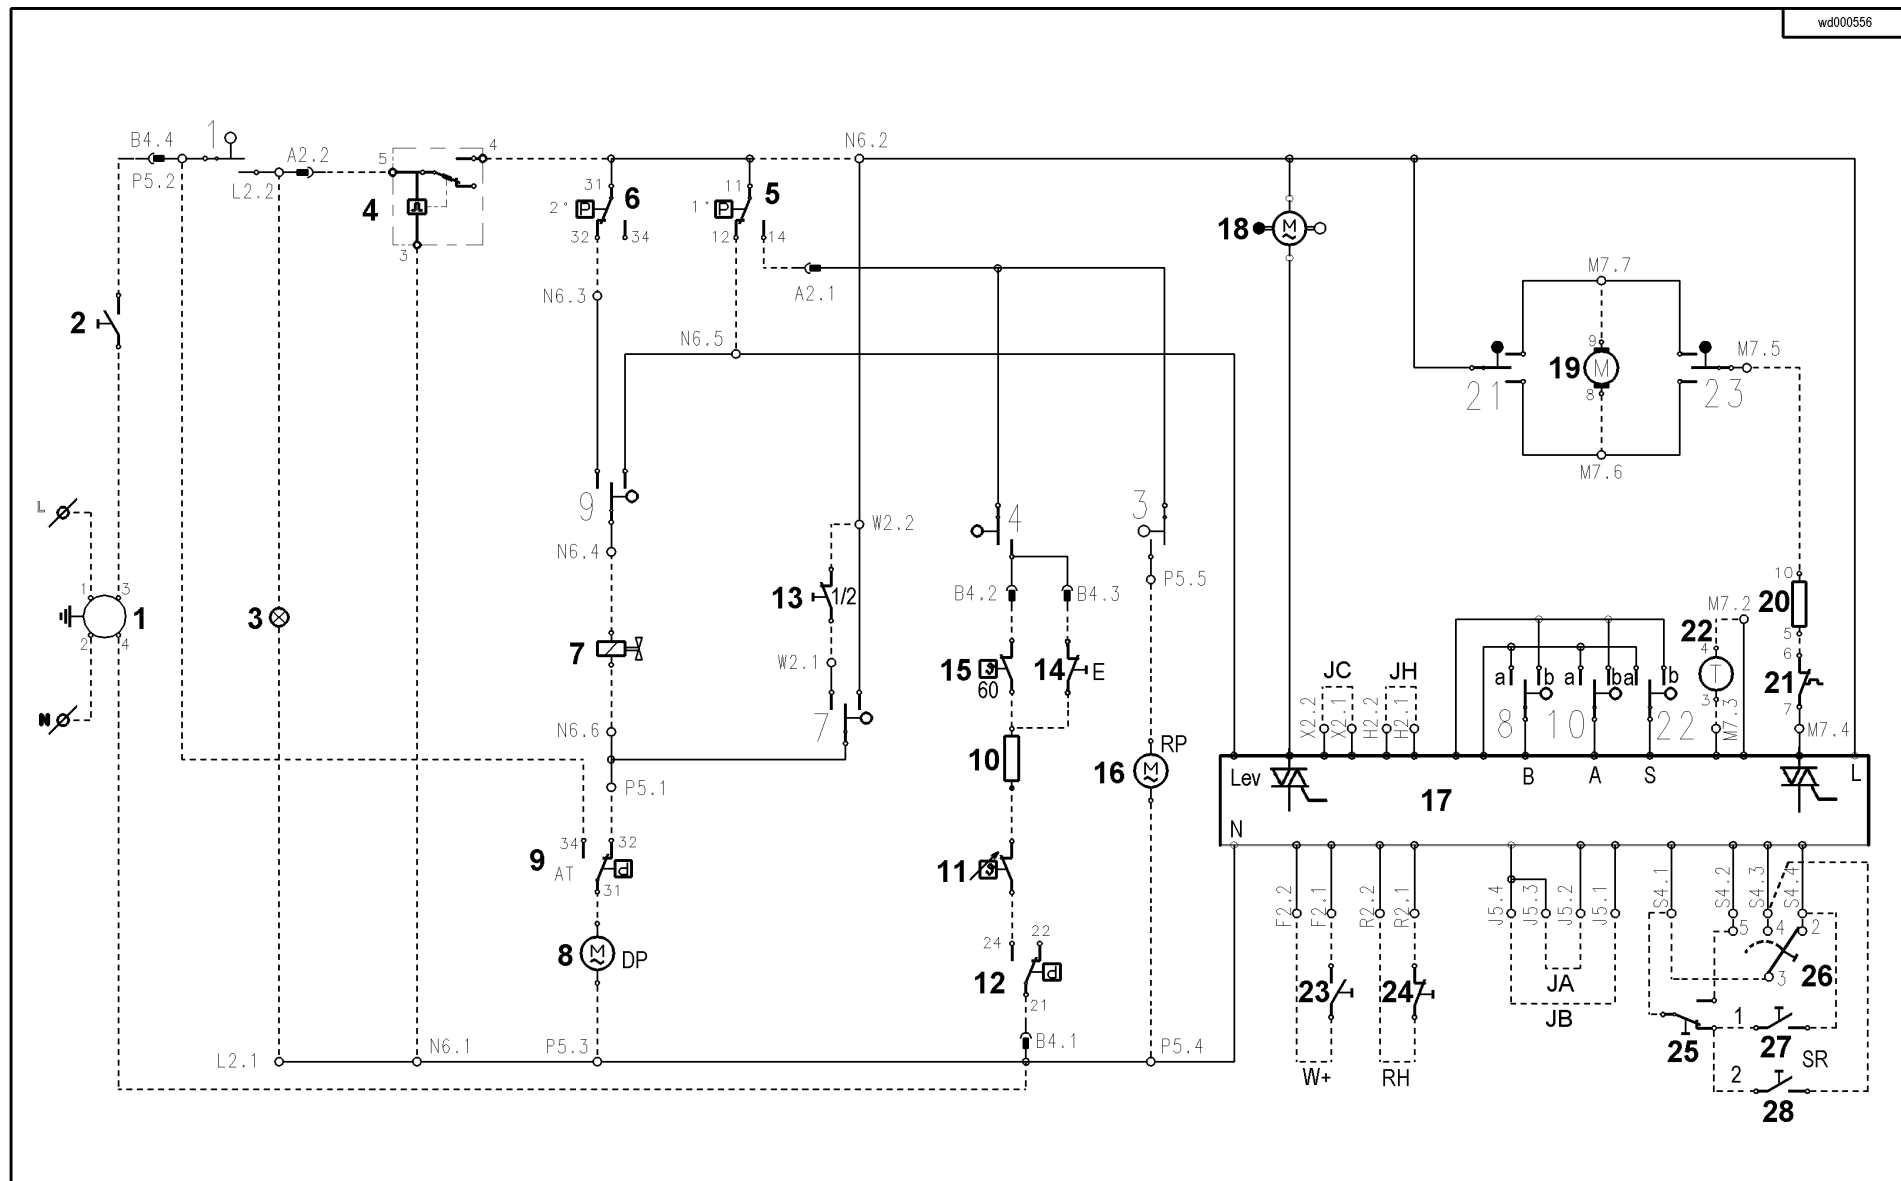 wd000556
B4.4
1
A2.2
5
4
N6.2
P5.2
L2.2
4
3
31
6
2°
P
32
34
11
5
1°
P
12
14
18
M
A2.1
N6.3
M7.7
2
N6.5
9
19
M
8
21
23
M7.5
M7.6
L
9
4
3
W2.2
N6.4
P5.5
1
3
1
2
4
3
N
13
1/2
B4.2
B4.3
10
20
M7.2
22
5
4
6
7
W2.1
15
60
14
E
a
b
a
b
a
b
T
3
21
7
JC
JH
X2.2
X2.1
H2.2
H2.1
8
10
22
M7.3
M7.4
N6.6
7
RP
10
16
M
Lev
B
A
S
L
17
N
P5.1
34
32
9
AT
d
31
11
F2.2
F2.1
R2.2
R2.1
J5.4
J5.3
J5.2
J5.1
S4.1
S4.2
S4.3
S4.4
5
4
2
8
M
DP
24
22
12
d
21
23
24
JA
JB
26
3
25
1
27
SR
2
28
L2.1
N6.1
P5.3
B4.1
P5.4
W+
RH